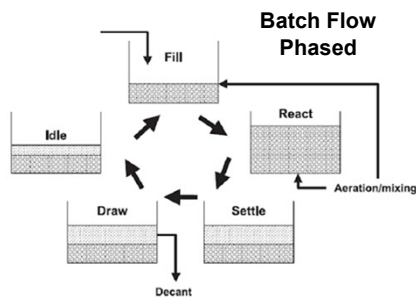 Batch Flow
Phased
Fill
React
Idle
Aeration/mixing
Draw
Settle
Decant